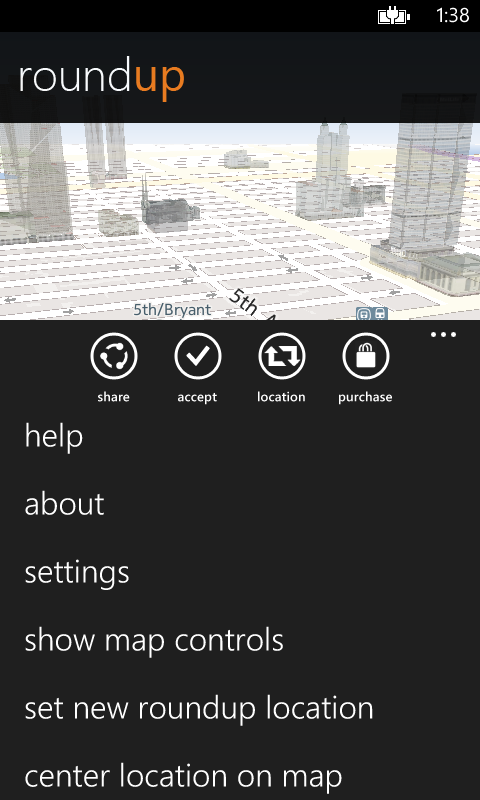 1:38
roundup
5th/Bryant
5th
share accept location purchase
help
about
settings
show map controls
set new roundup location
center location on map